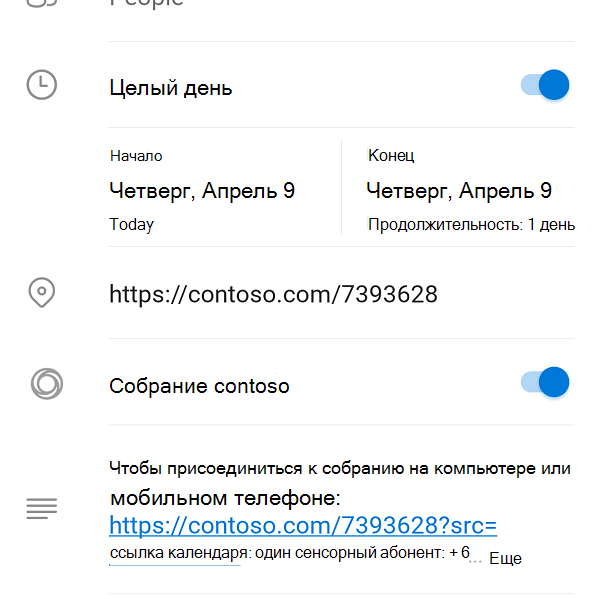 People
Целый день
Начало
Конец
Четверг, Апрель 9
Четверг, Апрель 9
Today
Продолжительность: 1 день
https://contoso.com/7393628
Собрание contoso
Чтобы присоединиться к собранию на компьютере или
мобильном телефоне:
https://contoso.com/7393628?src=
ссылка календаря: один сенсорный абонент: + 6... Еще